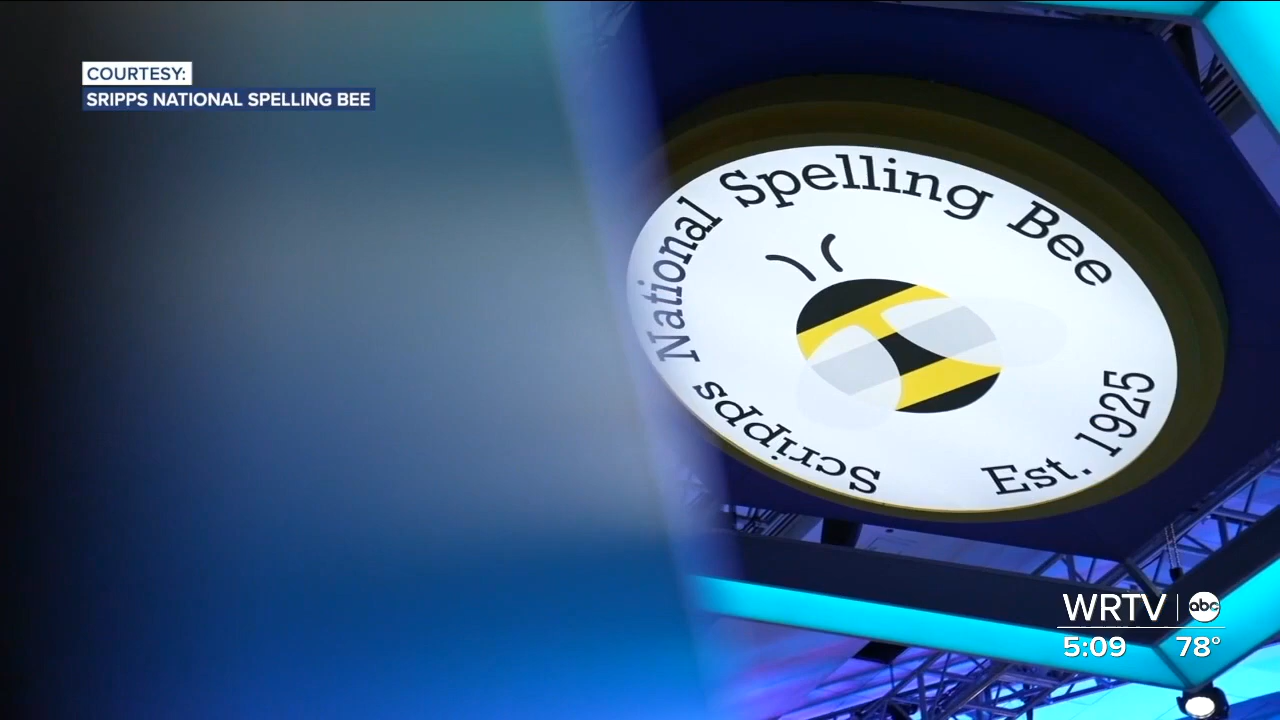 COURTESY:
SRIPPS NATIONAL SPELLING BEE
Scripps National Spelling Bee
Est. 1925
WRTV abc
5:09 78°